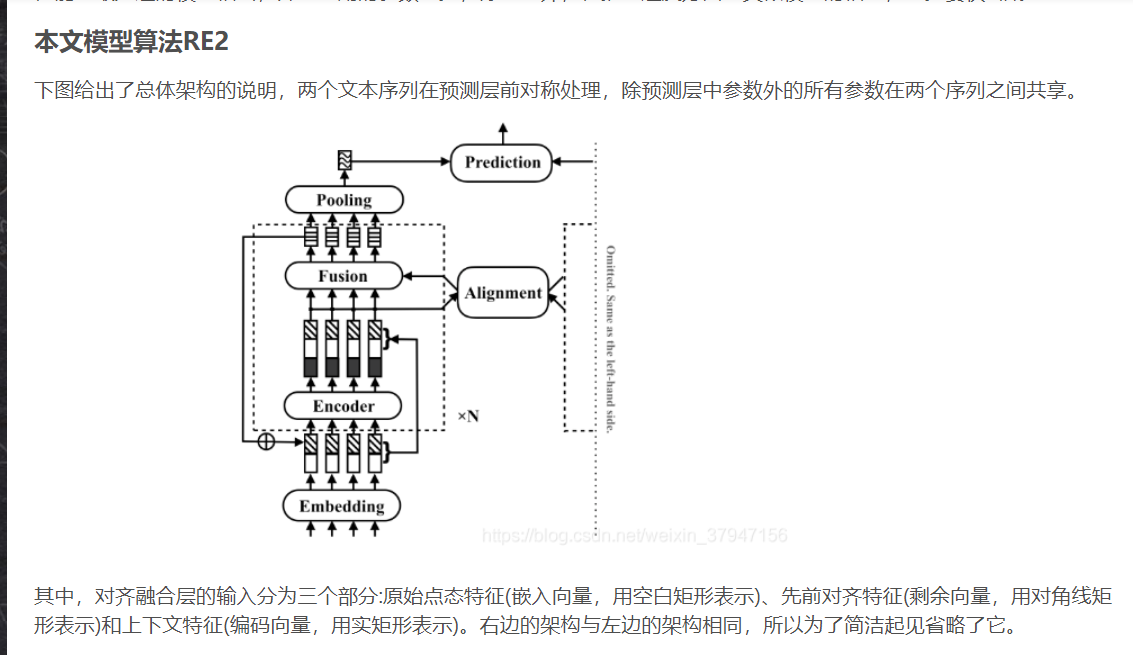 本文模型算法RE2
下图给出了总体架构的说明，两个文本序列在预测层前对称处理，除预测层中参数外的所有参数在两个序列之间共享。
Prediction
Pooling
Fusion
Alignment
Omitted. Same as the left-hand side.
Encoder
×N
Embedding
https://blog.csdn.net/weixin_37947156
其中，对齐融合层的输入分为三个部分:原始点态特征(嵌入向量，用空白矩形表示)、先前对齐特征(剩余向量，用对角线矩
形表示)和上下文特征(编码向量，用实矩形表示)。右边的架构与左边的架构相同，所以为了简洁起见省略了它。